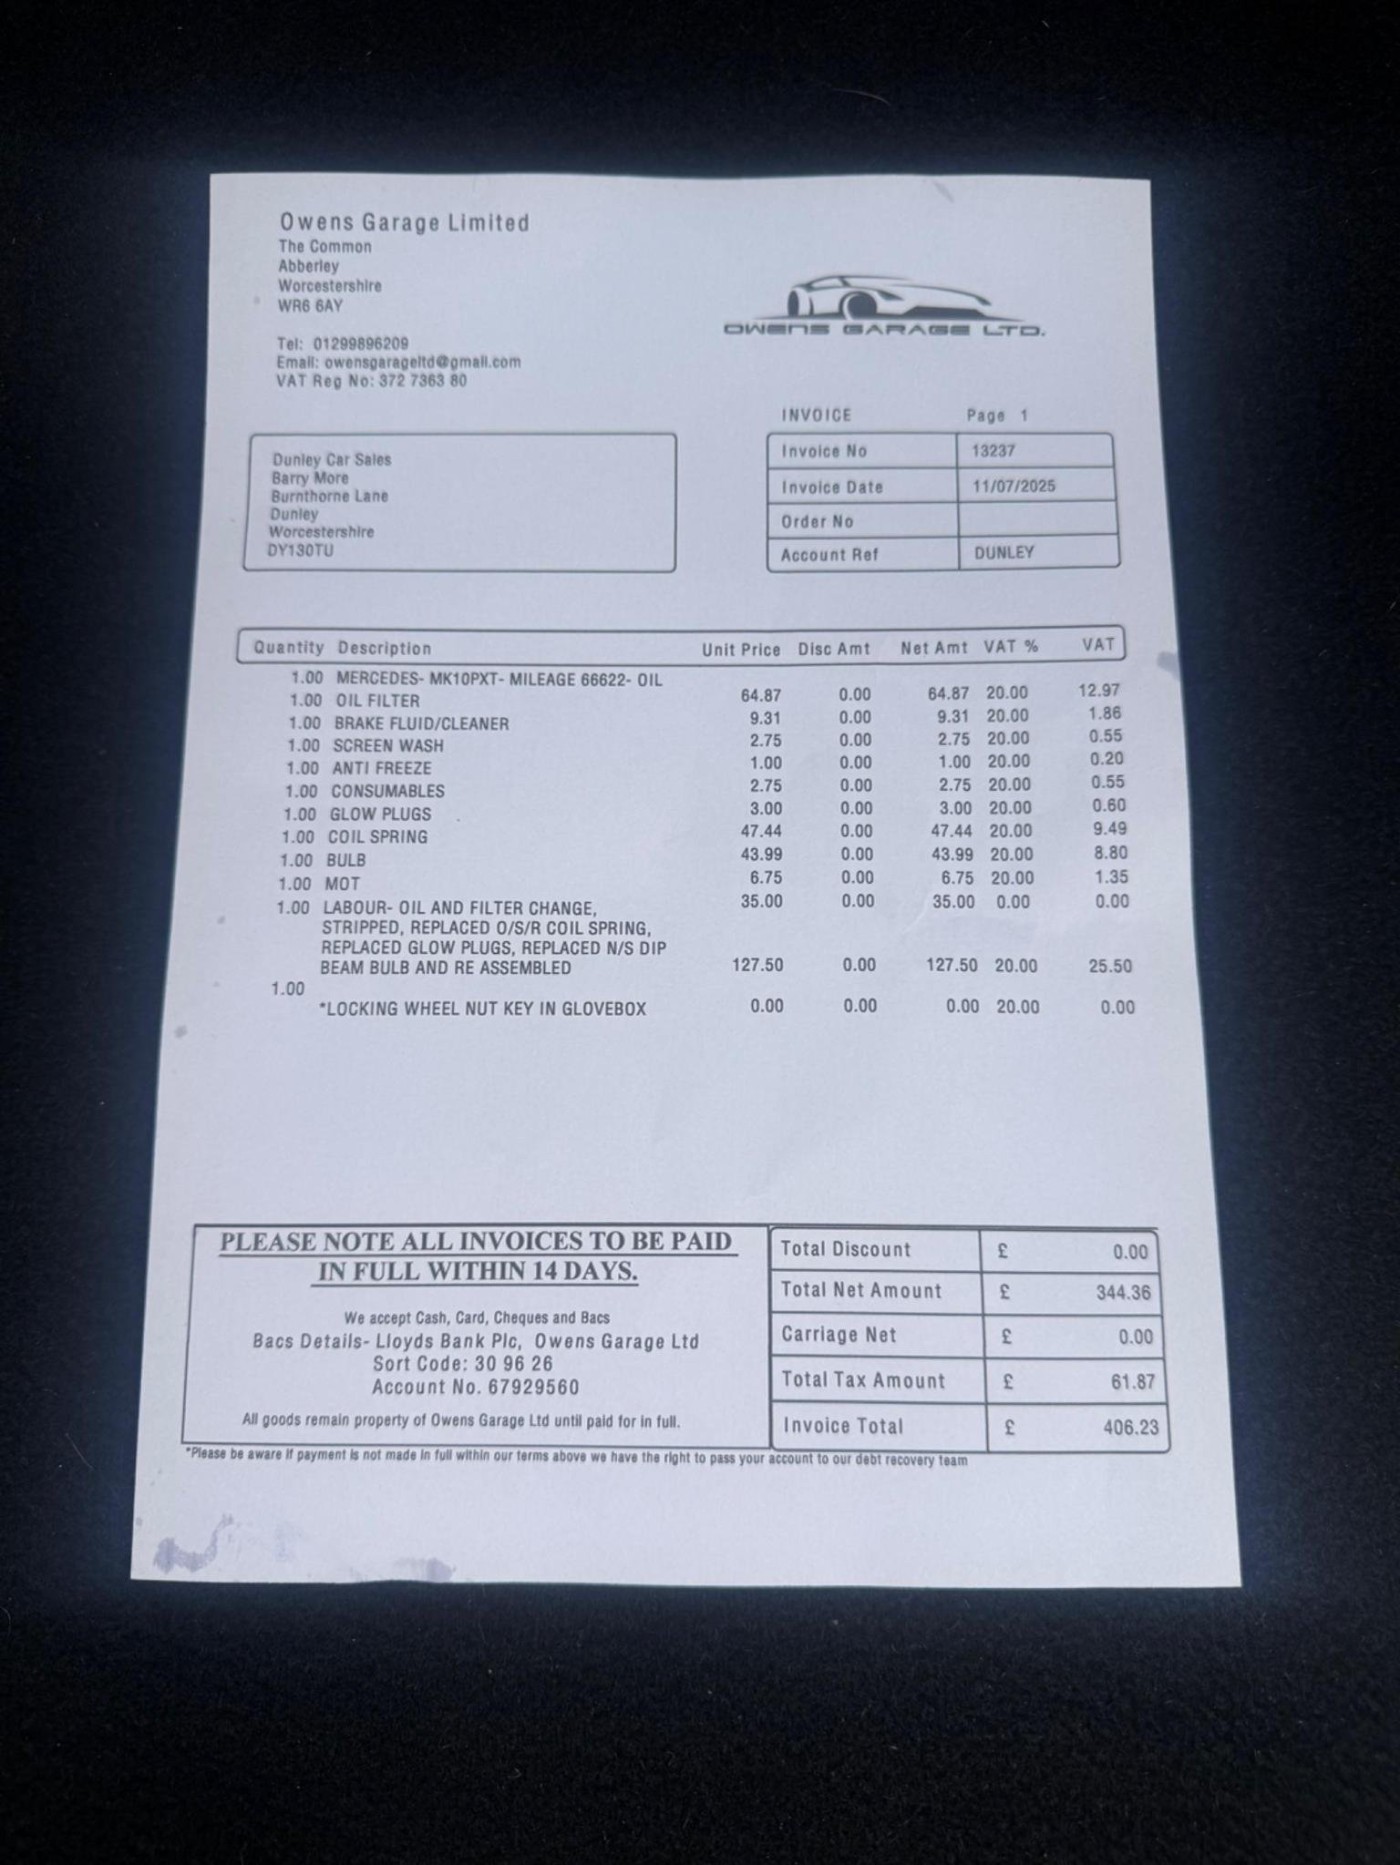 Owens Garage Limited
The Common
Abberley
Worcestershire
WR6 6AY
Tel: 01299896209
Email: owensgarageltd@gmail.com
VAT Reg No: 372 7363 80
OWENS GARAGE LTD.
INVOICE Page 1
Invoice No 13237
Invoice Date 11/07/2025
Order No
Account Ref DUNLEY
Dunley Car Sales
Barry More
Burnthorne Lane
Dunley
Worcestershire
DY130TU
Quantity Description Unit Price Disc Amt Net Amt VAT % VAT
1.00 MERCEDES- MK10PXT- MILEAGE 66622- OIL 64.87 0.00 64.87 20.00 12.97
1.00 OIL FILTER 9.31 0.00 9.31 20.00 1.86
1.00 BRAKE FLUID/CLEANER 2.75 0.00 2.75 20.00 0.55
1.00 SCREEN WASH 1.00 0.00 1.00 20.00 0.20
1.00 ANTI FREEZE 2.75 0.00 2.75 20.00 0.55
1.00 CONSUMABLES 3.00 0.00 3.00 20.00 0.60
1.00 GLOW PLUGS 47.44 0.00 47.44 20.00 9.49
1.00 COIL SPRING 43.99 0.00 43.99 20.00 8.80
1.00 BULB 6.75 0.00 6.75 20.00 1.35
1.00 MOT 35.00 0.00 35.00 0.00 0.00
1.00 LABOUR- OIL AND FILTER CHANGE,
STRIPPED, REPLACED O/S/R COIL SPRING,
REPLACED GLOW PLUGS, REPLACED N/S DIP
BEAM BULB AND RE ASSEMBLED 127.50 0.00 127.50 20.00 25.50
1.00
*LOCKING WHEEL NUT KEY IN GLOVEBOX 0.00 0.00 0.00 20.00 0.00
PLEASE NOTE ALL INVOICES TO BE PAID
IN FULL WITHIN 14 DAYS.
We accept Cash, Card, Cheques and Bacs
Bacs Details- Lloyds Bank Plc, Owens Garage Ltd
Sort Code: 30 96 26
Account No. 67929560
All goods remain property of Owens Garage Ltd until paid for in full.
Total Discount £ 0.00
Total Net Amount £ 344.36
Carriage Net £ 0.00
Total Tax Amount £ 61.87
Invoice Total £ 406.23
*Please be aware if payment is not made in full within our terms above we have the right to pass your account to our debt recovery team